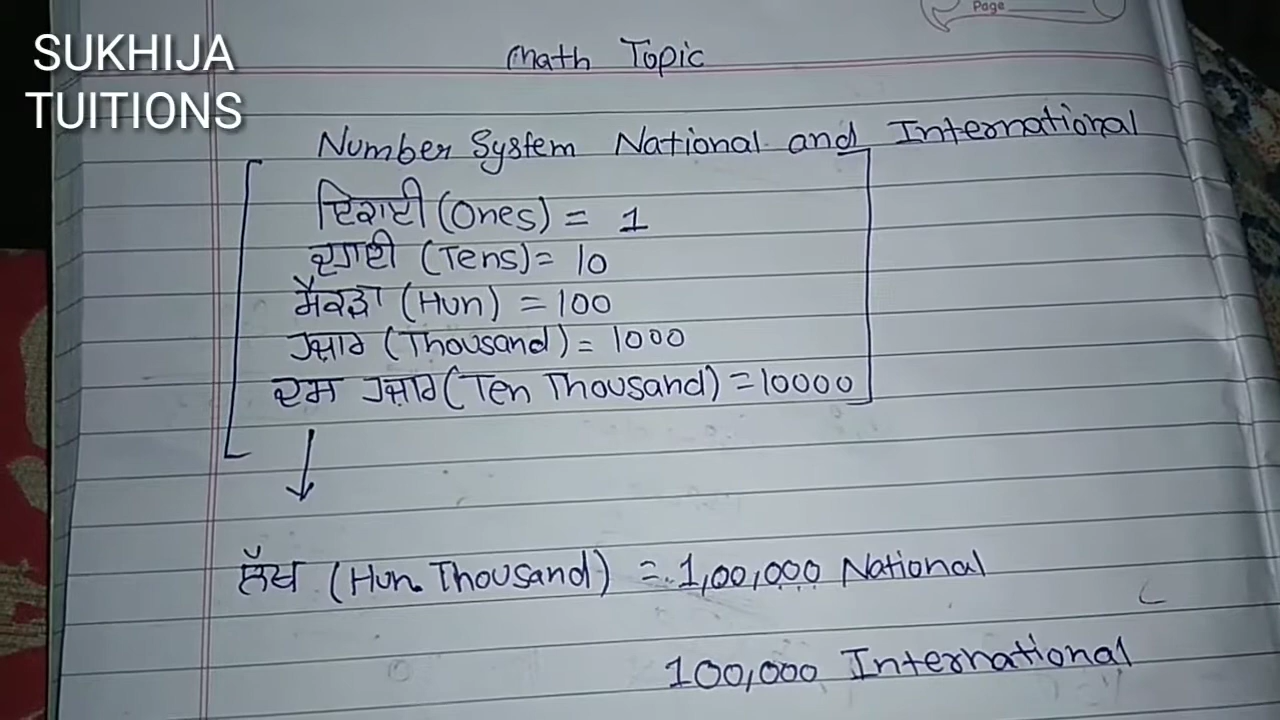 Page
SUKHIJA
TUITIONS
Math Topic
Number System National and International
ਇਕਾਈ (Ones) = 1
ਦਹਾਈ (Tens) = 10
ਸੈਕੜਾ (Hun) = 100
ਹਜ਼ਾਰ (Thousand) = 1000
ਦਸ ਹਜ਼ਾਰ (Ten Thousand) = 10000
ਲੱਖ (Hun. Thousand) = 1,00,000 National
100,000 International